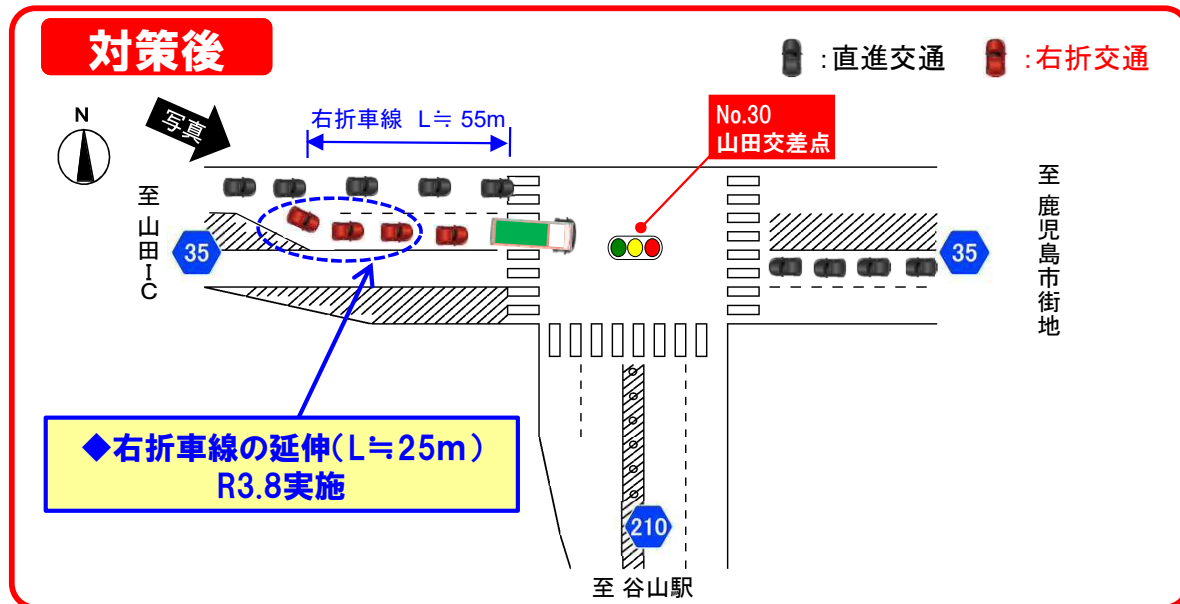 対策後
:直進交通
:右折交通
N
写真
右折車線 L≒55m
No.30
山田交差点
至 山田IC
35
35
至 鹿児島市街地
◆右折車線の延伸(L≒25m)
R3.8実施
210
至 谷山駅